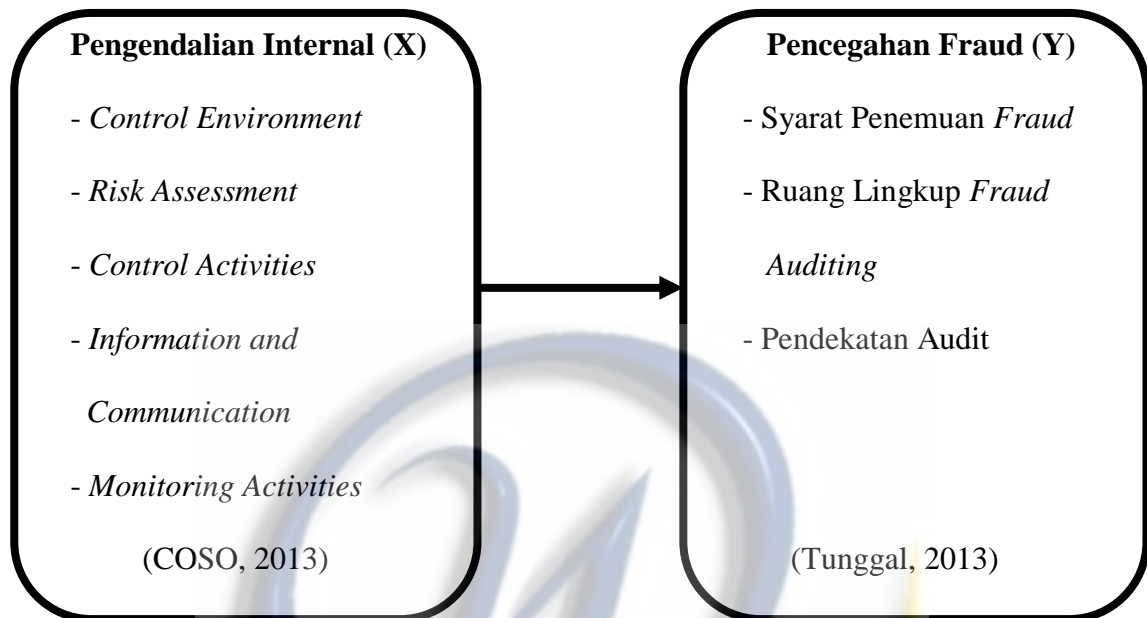 Pengendalian Internal (X)
- Control Environment
- Risk Assessment
- Control Activities
- Information and
Communication
- Monitoring Activities
(COSO, 2013)
Pencegahan Fraud (Y)
- Syarat Penemuan Fraud
- Ruang Lingkup Fraud
Auditing
- Pendekatan Audit
(Tunggal, 2013)